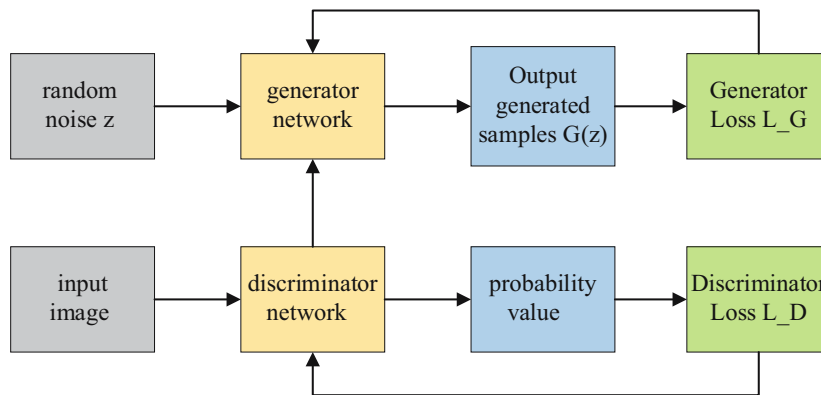 random
noise z
generator
network
Output
generated
samples G(z)
Generator
Loss L_G
input
image
discriminator
network
probability
value
Discriminator
Loss L_D